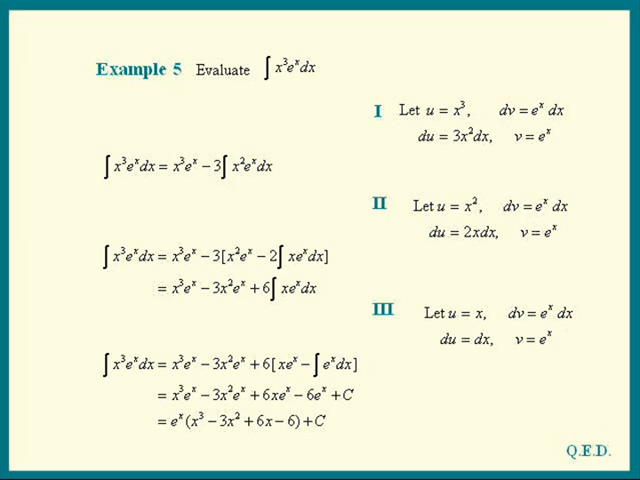 Example 5 Evaluate ∫ x³eˣdx
I Let u = x³, dv = eˣ dx
du = 3x²dx, v = eˣ
∫ x³eˣdx = x³eˣ − 3∫ x²eˣdx
II Let u = x², dv = eˣ dx
du = 2xdx, v = eˣ
∫ x³eˣdx = x³eˣ − 3[x²eˣ − 2∫ xeˣdx]
= x³eˣ − 3x²eˣ + 6∫ xeˣdx
III Let u = x, dv = eˣ dx
du = dx, v = eˣ
∫ x³eˣdx = x³eˣ − 3x²eˣ + 6[xeˣ − ∫ eˣdx]
= x³eˣ − 3x²eˣ + 6xeˣ − 6eˣ + C
= eˣ(x³ − 3x² + 6x − 6) + C
Q.E.D.